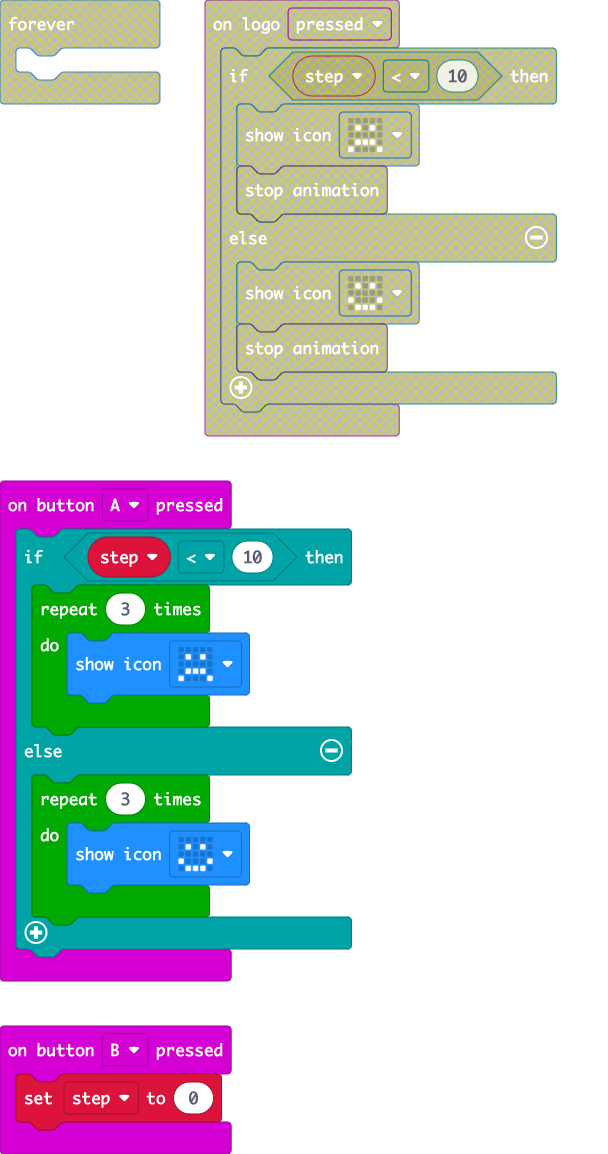 forever
on logo pressed
if step < 10 then
show icon
stop animation
else
show icon
stop animation
on button A pressed
if step < 10 then
repeat 3 times
do
show icon
else
repeat 3 times
do
show icon
on button B pressed
set step to 0